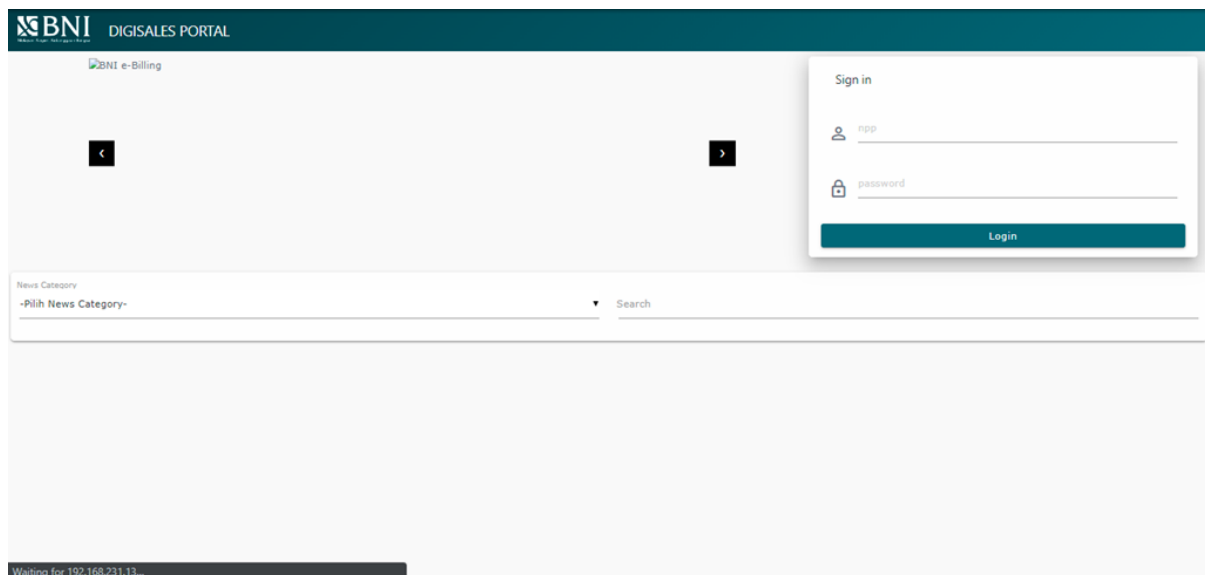 BNI
DIGISALES PORTAL
BNI e-Billing
Sign in
npp
password
Login
News Category
-Pilih News Category-
Search
Waiting for 192.168.231.13...